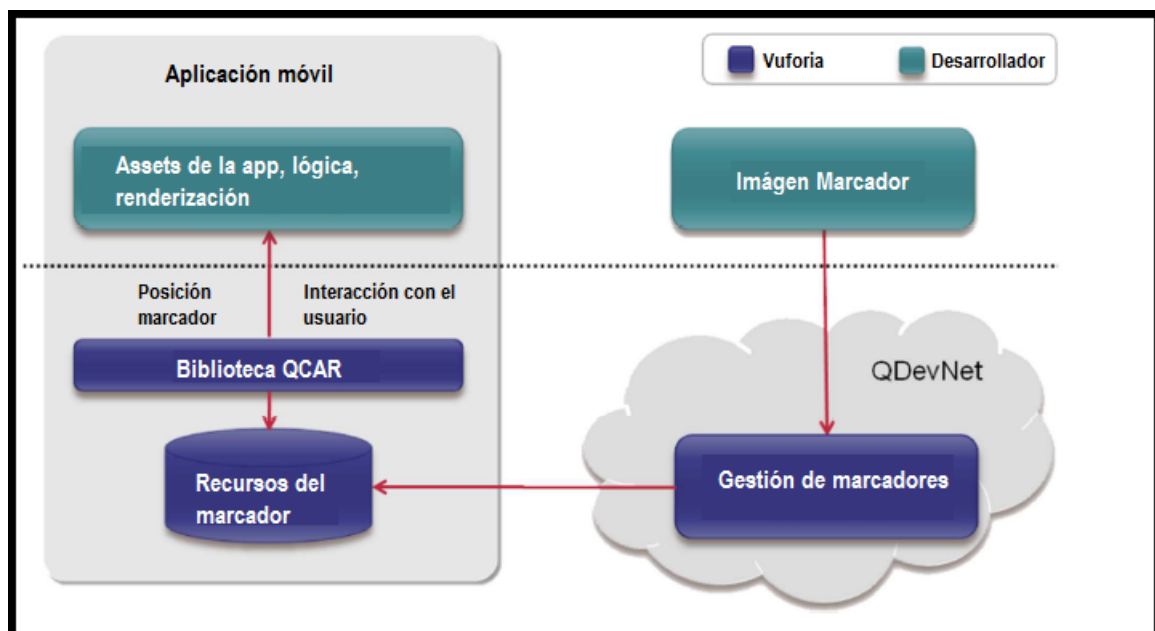 Aplicación móvil
Vuforia
Desarrollador
Assets de la app, lógica,
renderización
Imágen Marcador
Posición
marcador
Interacción con el
usuario
Biblioteca QCAR
QDevNet
Recursos del
marcador
Gestión de marcadores